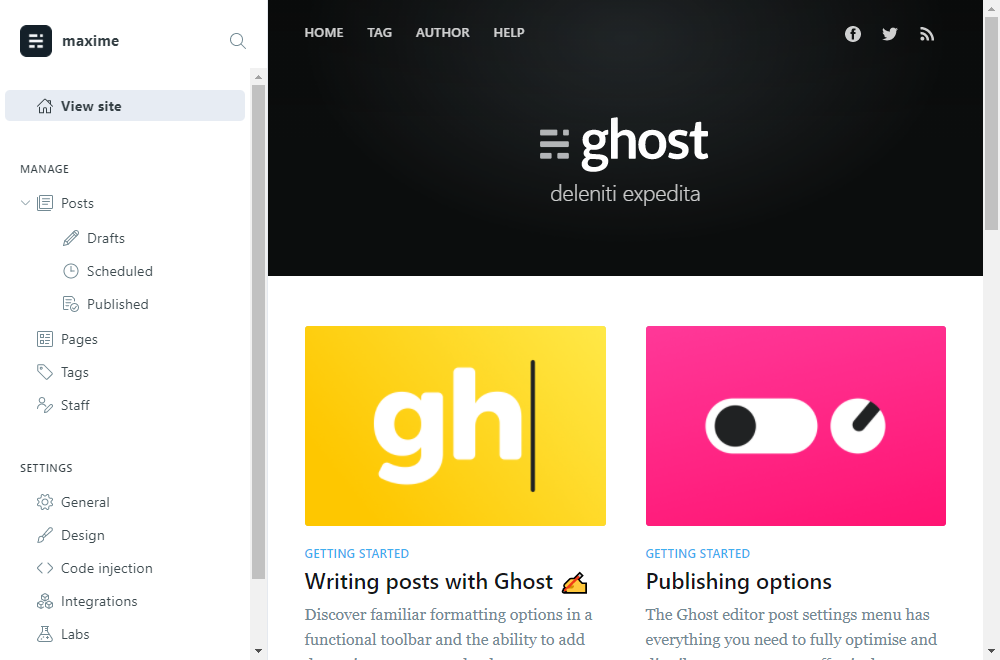 maxime
View site
MANAGE
Posts
Drafts
Scheduled
Published
Pages
Tags
Staff
SETTINGS
General
Design
Code injection
Integrations
Labs
HOME TAG AUTHOR HELP
ghost
deleniti expedita
gh
GETTING STARTED
Writing posts with Ghost ✍️
Discover familiar formatting options in a
functional toolbar and the ability to add
GETTING STARTED
Publishing options
The Ghost editor post settings menu has
everything you need to fully optimise and